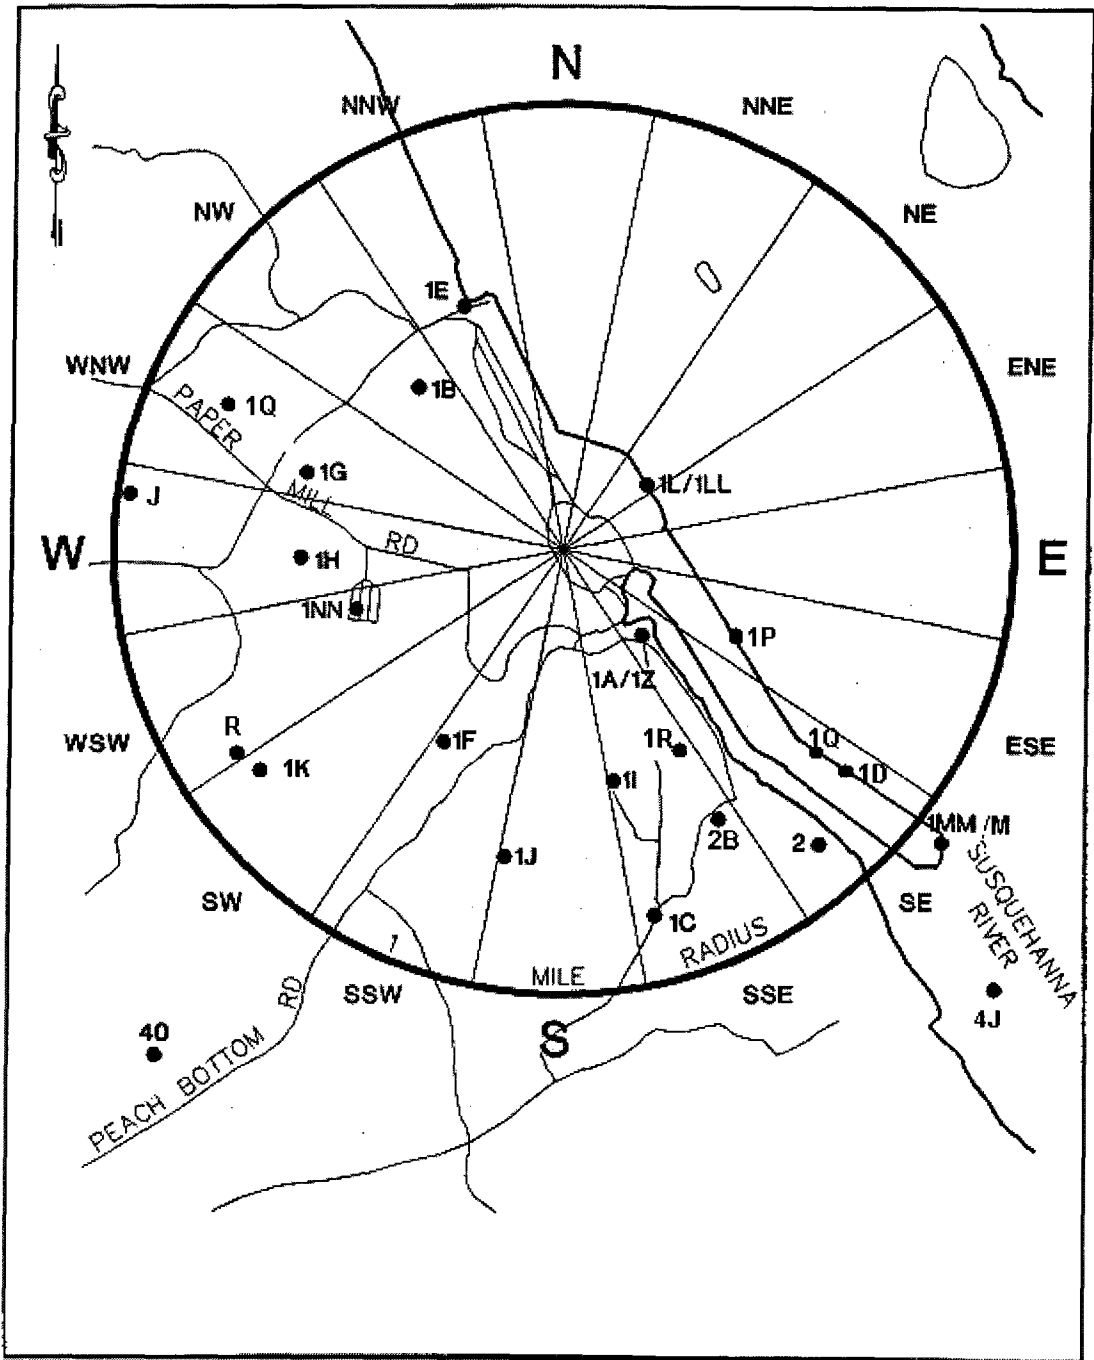 N
NNW
NNE
NW
NE
1E
WNW
ENE
1B
1Q
PAPER
1G
1L/1LL
J
MILL
W
RD
E
1H
1NN
1P
1A/1Z
R
WSW
1F
1R
1Q
ESE
1K
1I
1D
1MM/M
2B
2
1J
SUSQUEHANNA
RIVER
SW
SE
1C
1
MILE
RADIUS
SSW
SSE
RD
4J
S
40
PEACH BOTTOM